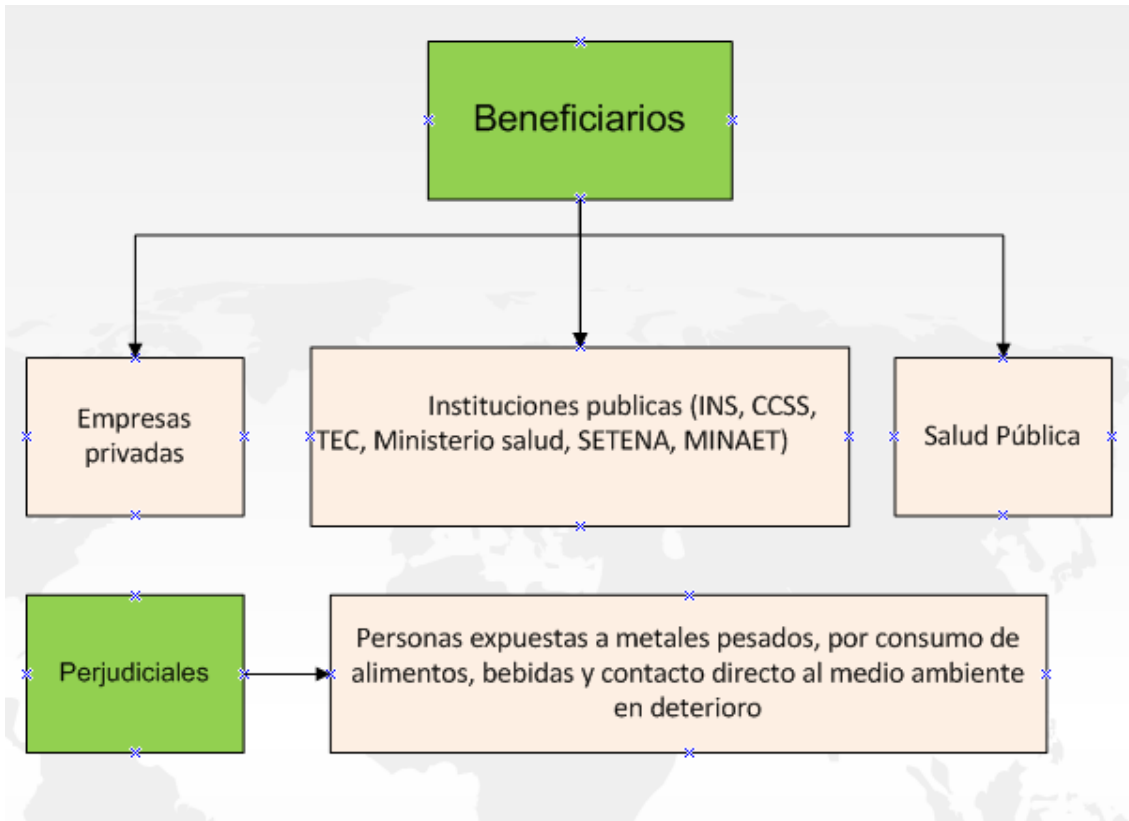 Beneficiarios
Empresas
privadas
Instituciones publicas (INS, CCSS,
TEC, Ministerio salud, SETENA, MINAET)
Salud Pública
Perjudiciales
Personas expuestas a metales pesados, por consumo de
alimentos, bebidas y contacto directo al medio ambiente
en deterioro